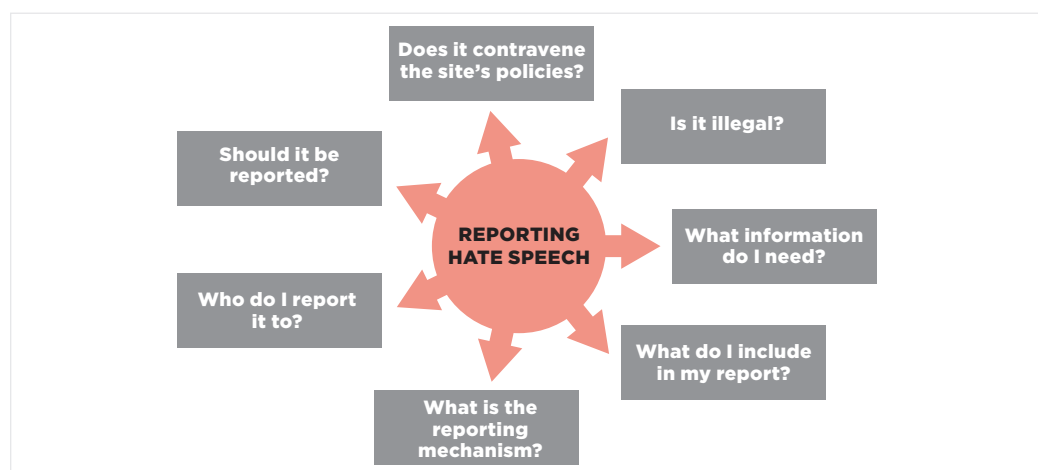 Does it contravene
the site's policies?
Is it illegal?
Should it be
reported?
REPORTING
HATE SPEECH
What information
do I need?
Who do I report
it to?
What do I include
in my report?
What is the
reporting
mechanism?